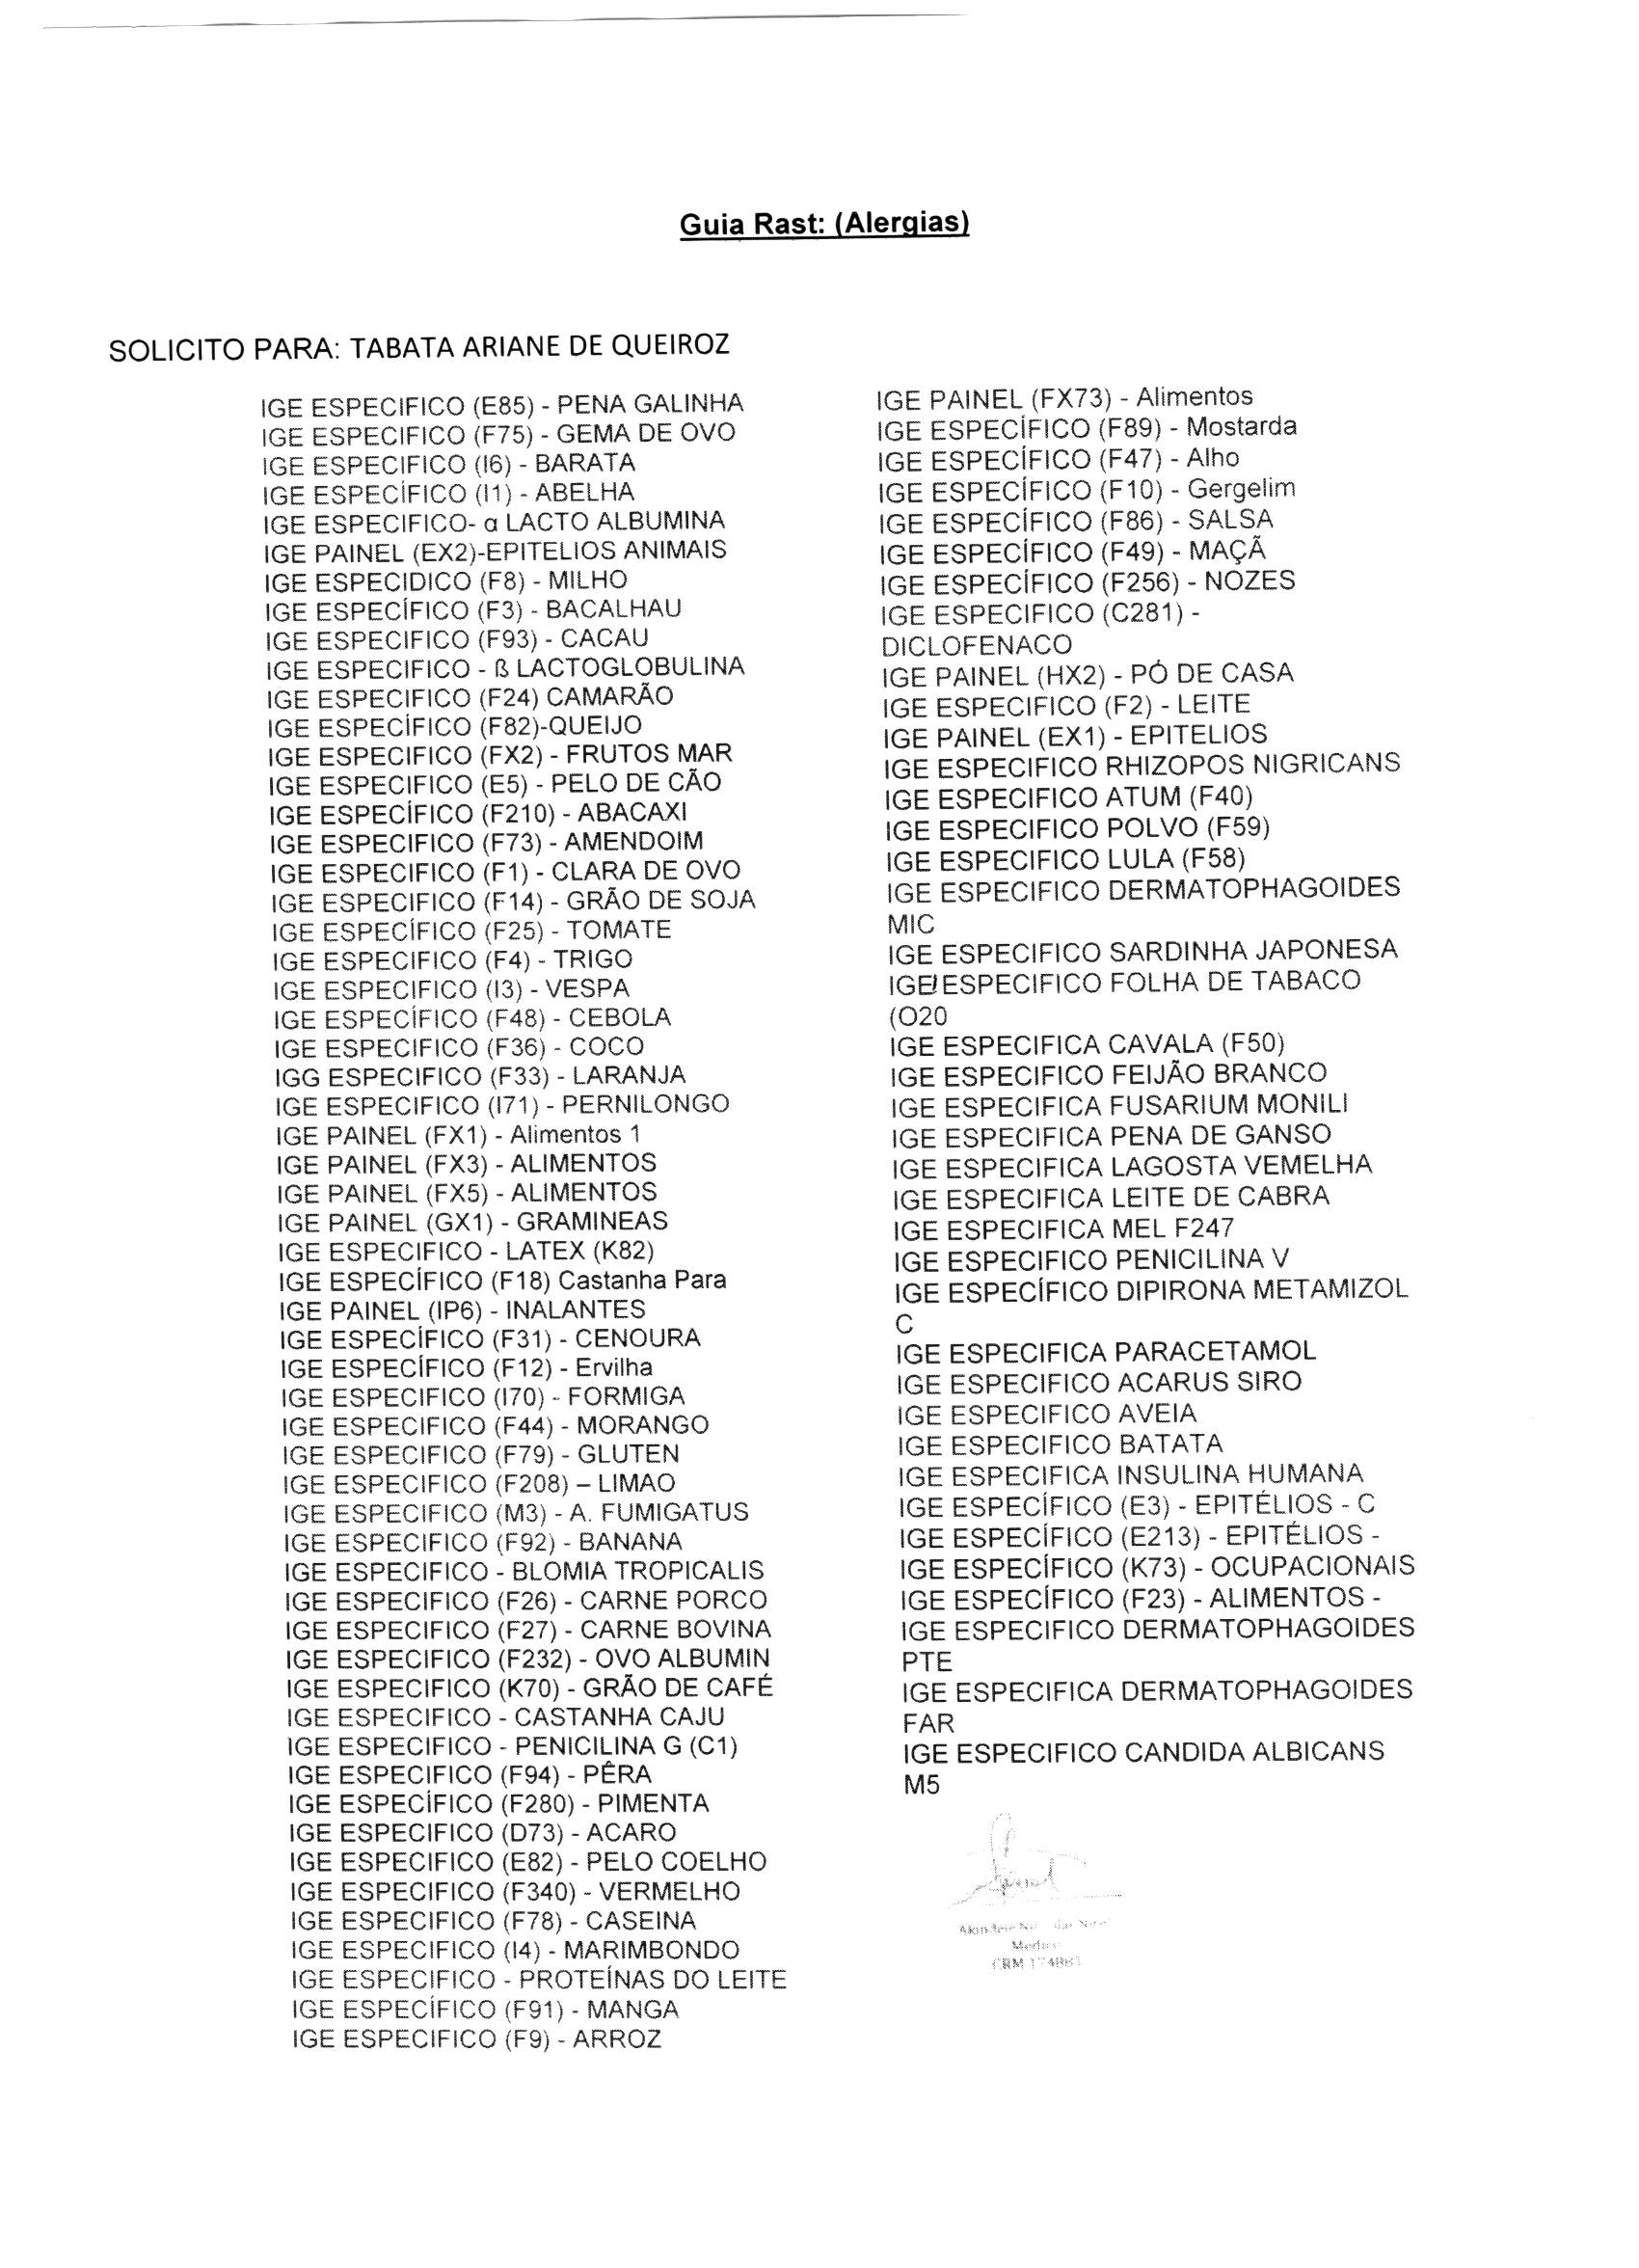 Guia Rast: (Alergias)
SOLICITO PARA: TABATA ARIANE DE QUEIROZ
IGE ESPECIFICO (E85) - PENA GALINHA
IGE ESPECIFICO (F75) - GEMA DE OVO
IGE ESPECIFICO (I6) - BARATA
IGE ESPECÍFICO (I1) - ABELHA
IGE ESPECIFICO- α LACTO ALBUMINA
IGE PAINEL (EX2)-EPITELIOS ANIMAIS
IGE ESPECIDICO (F8) - MILHO
IGE ESPECÍFICO (F3) - BACALHAU
IGE ESPECIFICO (F93) - CACAU
IGE ESPECIFICO - ß LACTOGLOBULINA
IGE ESPECIFICO (F24) CAMARÃO
IGE ESPECÍFICO (F82)-QUEIJO
IGE ESPECIFICO (FX2) - FRUTOS MAR
IGE ESPECIFICO (E5) - PELO DE CÃO
IGE ESPECÍFICO (F210) - ABACAXI
IGE ESPECIFICO (F73) - AMENDOIM
IGE ESPECIFICO (F1) - CLARA DE OVO
IGE ESPECIFICO (F14) - GRÃO DE SOJA
IGE ESPECÍFICO (F25) - TOMATE
IGE ESPECIFICO (F4) - TRIGO
IGE ESPECIFICO (I3) - VESPA
IGE ESPECÍFICO (F48) - CEBOLA
IGE ESPECIFICO (F36) - COCO
IGG ESPECIFICO (F33) - LARANJA
IGE ESPECIFICO (I71) - PERNILONGO
IGE PAINEL (FX1) - Alimentos 1
IGE PAINEL (FX3) - ALIMENTOS
IGE PAINEL (FX5) - ALIMENTOS
IGE PAINEL (GX1) - GRAMINEAS
IGE ESPECIFICO - LATEX (K82)
IGE ESPECÍFICO (F18) Castanha Para
IGE PAINEL (IP6) - INALANTES
IGE ESPECÍFICO (F31) - CENOURA
IGE ESPECÍFICO (F12) - Ervilha
IGE ESPECIFICO (I70) - FORMIGA
IGE ESPECIFICO (F44) - MORANGO
IGE ESPECIFICO (F79) - GLUTEN
IGE ESPECIFICO (F208) – LIMAO
IGE ESPECIFICO (M3) - A. FUMIGATUS
IGE ESPECIFICO (F92) - BANANA
IGE ESPECIFICO - BLOMIA TROPICALIS
IGE ESPECIFICO (F26) - CARNE PORCO
IGE ESPECIFICO (F27) - CARNE BOVINA
IGE ESPECIFICO (F232) - OVO ALBUMIN
IGE ESPECIFICO (K70) - GRÃO DE CAFÉ
IGE ESPECIFICO - CASTANHA CAJU
IGE ESPECIFICO - PENICILINA G (C1)
IGE ESPECIFICO (F94) - PÊRA
IGE ESPECÍFICO (F280) - PIMENTA
IGE ESPECIFICO (D73) - ACARO
IGE ESPECIFICO (E82) - PELO COELHO
IGE ESPECIFICO (F340) - VERMELHO
IGE ESPECIFICO (F78) - CASEINA
IGE ESPECIFICO (I4) - MARIMBONDO
IGE ESPECIFICO - PROTEÍNAS DO LEITE
IGE ESPECÍFICO (F91) - MANGA
IGE ESPECIFICO (F9) - ARROZ
IGE PAINEL (FX73) - Alimentos
IGE ESPECÍFICO (F89) - Mostarda
IGE ESPECÍFICO (F47) - Alho
IGE ESPECÍFICO (F10) - Gergelim
IGE ESPECÍFICO (F86) - SALSA
IGE ESPECÍFICO (F49) - MAÇÃ
IGE ESPECÍFICO (F256) - NOZES
IGE ESPECIFICO (C281) -
DICLOFENACO
IGE PAINEL (HX2) - PÓ DE CASA
IGE ESPECIFICO (F2) - LEITE
IGE PAINEL (EX1) - EPITELIOS
IGE ESPECIFICO RHIZOPOS NIGRICANS
IGE ESPECIFICO ATUM (F40)
IGE ESPECIFICO POLVO (F59)
IGE ESPECIFICO LULA (F58)
IGE ESPECIFICO DERMATOPHAGOIDES
MIC
IGE ESPECIFICO SARDINHA JAPONESA
IGE ESPECIFICO FOLHA DE TABACO
(O20
IGE ESPECIFICA CAVALA (F50)
IGE ESPECIFICO FEIJÃO BRANCO
IGE ESPECIFICA FUSARIUM MONILI
IGE ESPECIFICA PENA DE GANSO
IGE ESPECIFICA LAGOSTA VEMELHA
IGE ESPECIFICA LEITE DE CABRA
IGE ESPECIFICA MEL F247
IGE ESPECIFICO PENICILINA V
IGE ESPECÍFICO DIPIRONA METAMIZOL
C
IGE ESPECIFICA PARACETAMOL
IGE ESPECIFICO ACARUS SIRO
IGE ESPECIFICO AVEIA
IGE ESPECIFICO BATATA
IGE ESPECIFICA INSULINA HUMANA
IGE ESPECÍFICO (E3) - EPITÉLIOS - C
IGE ESPECÍFICO (E213) - EPITÉLIOS -
IGE ESPECÍFICO (K73) - OCUPACIONAIS
IGE ESPECÍFICO (F23) - ALIMENTOS -
IGE ESPECIFICO DERMATOPHAGOIDES
PTE
IGE ESPECIFICA DERMATOPHAGOIDES
FAR
IGE ESPECIFICO CANDIDA ALBICANS
M5
CRM